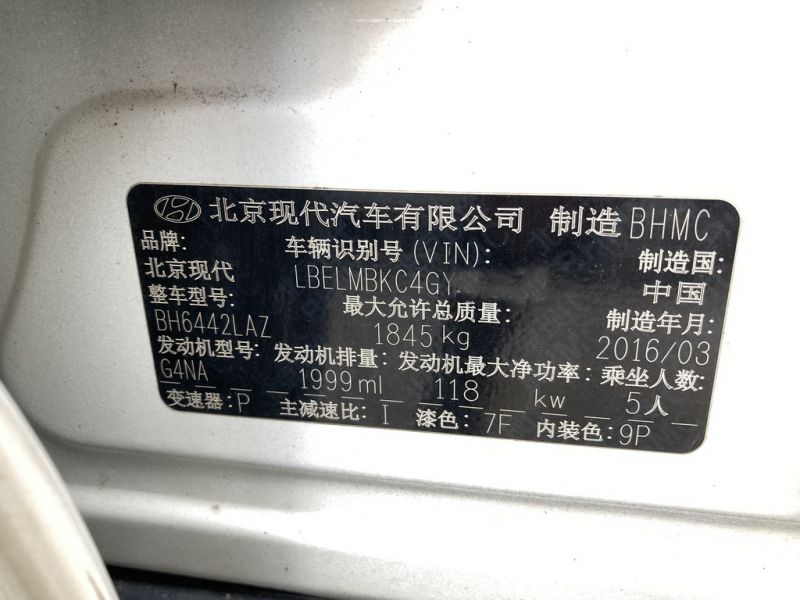 北京现代汽车有限公司 制造 BHMC
品牌: 车辆识别号(VIN): 制造国:
北京现代 LBELMBKC4GY 中国
整车型号: 最大允许总质量: 制造年月:
BH6442LAZ 1845kg 2016/03
发动机型号: 发动机排量: 发动机最大净功率: 乘坐人数:
G4NA 1999ml 118 kw 5人
变速器:P 主减速比:I 漆色:7F 内装色:9P